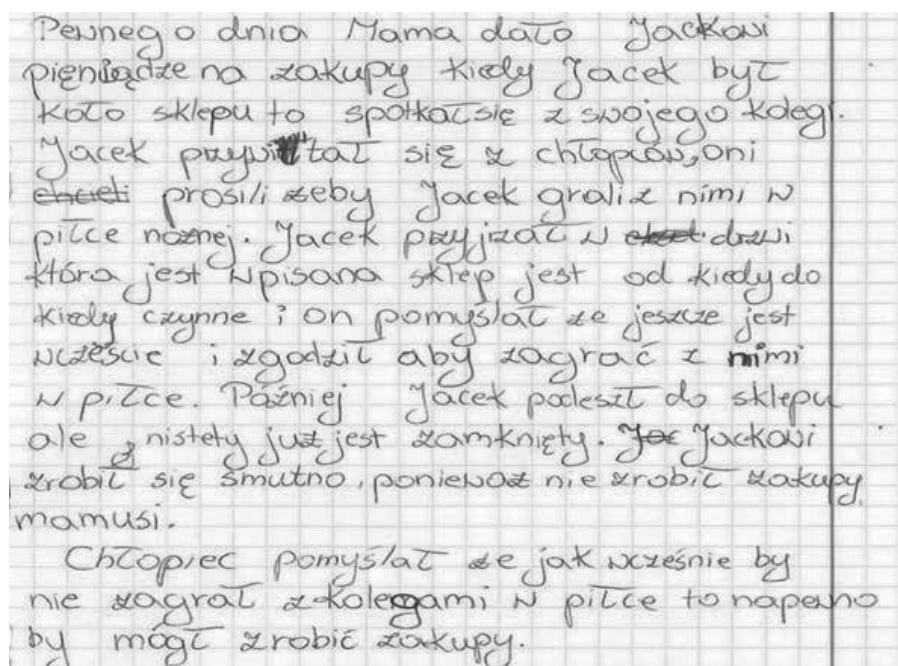 Pewnego dnia Mama dało Jackowi
pieniądze na zakupy kiedy Jacek był
koło sklepu to spotkał się z swojego kolegi.
Jacek przywitał się z chłopców, oni
chcieli prosili żeby Jacek grali z nimi w
piłce nożnej. Jacek przyjrzał w drzwi
która jest wpisana sklep jest od kiedy do
kiedy czynne i on pomyślał że jeszcze jest
wczeście i zgodził aby zagrać z nimi
w piłce. Później Jacek podeszł do sklepu
ale nistety już jest zamknięty. Jackowi
zrobił się smutno, ponieważ nie zrobił zakupy
mamusi.
Chłopiec pomyślał że jak wcześnie by
nie zagrał z kolegami w piłce to napewno
by mógł zrobić zakupy.